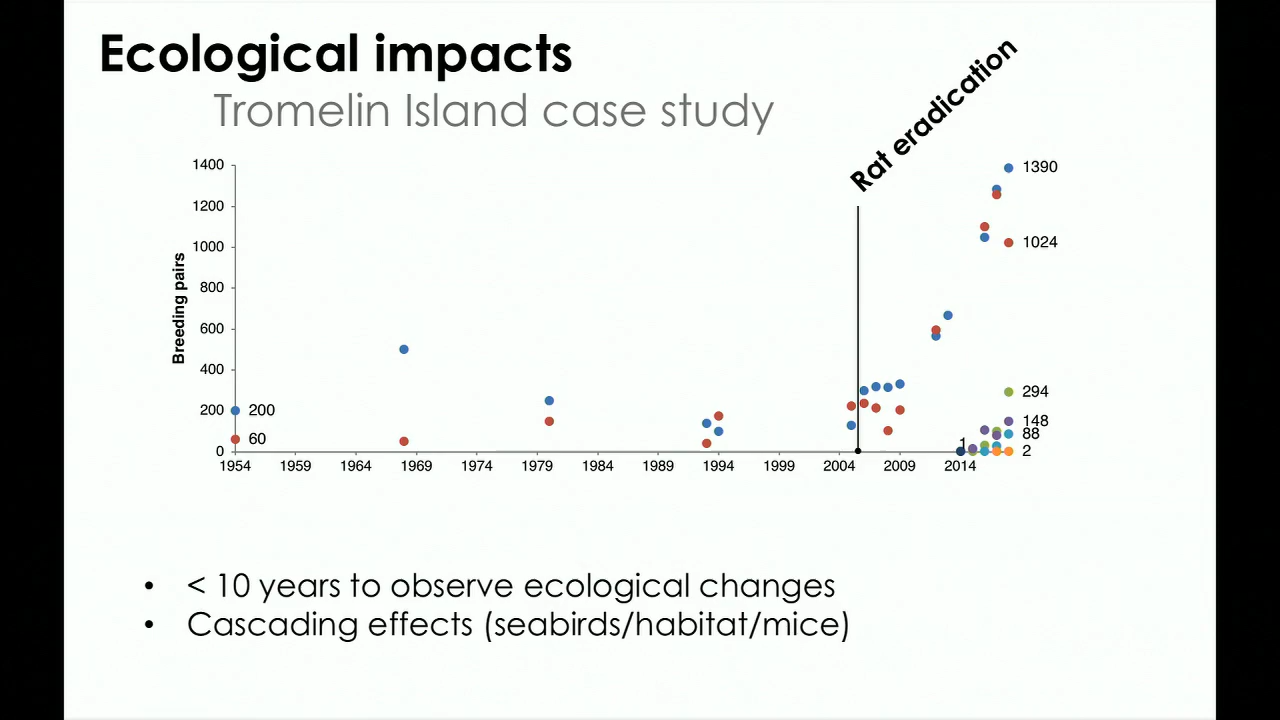 Ecological impacts
Tromelin Island case study
Rat eradication
Breeding pairs
1400
1200
1000
800
600
400
200
0
200
60
1390
1024
294
148
88
2
1
1954 1959 1964 1969 1974 1979 1984 1989 1994 1999 2004 2009 2014
• < 10 years to observe ecological changes
• Cascading effects (seabirds/habitat/mice)